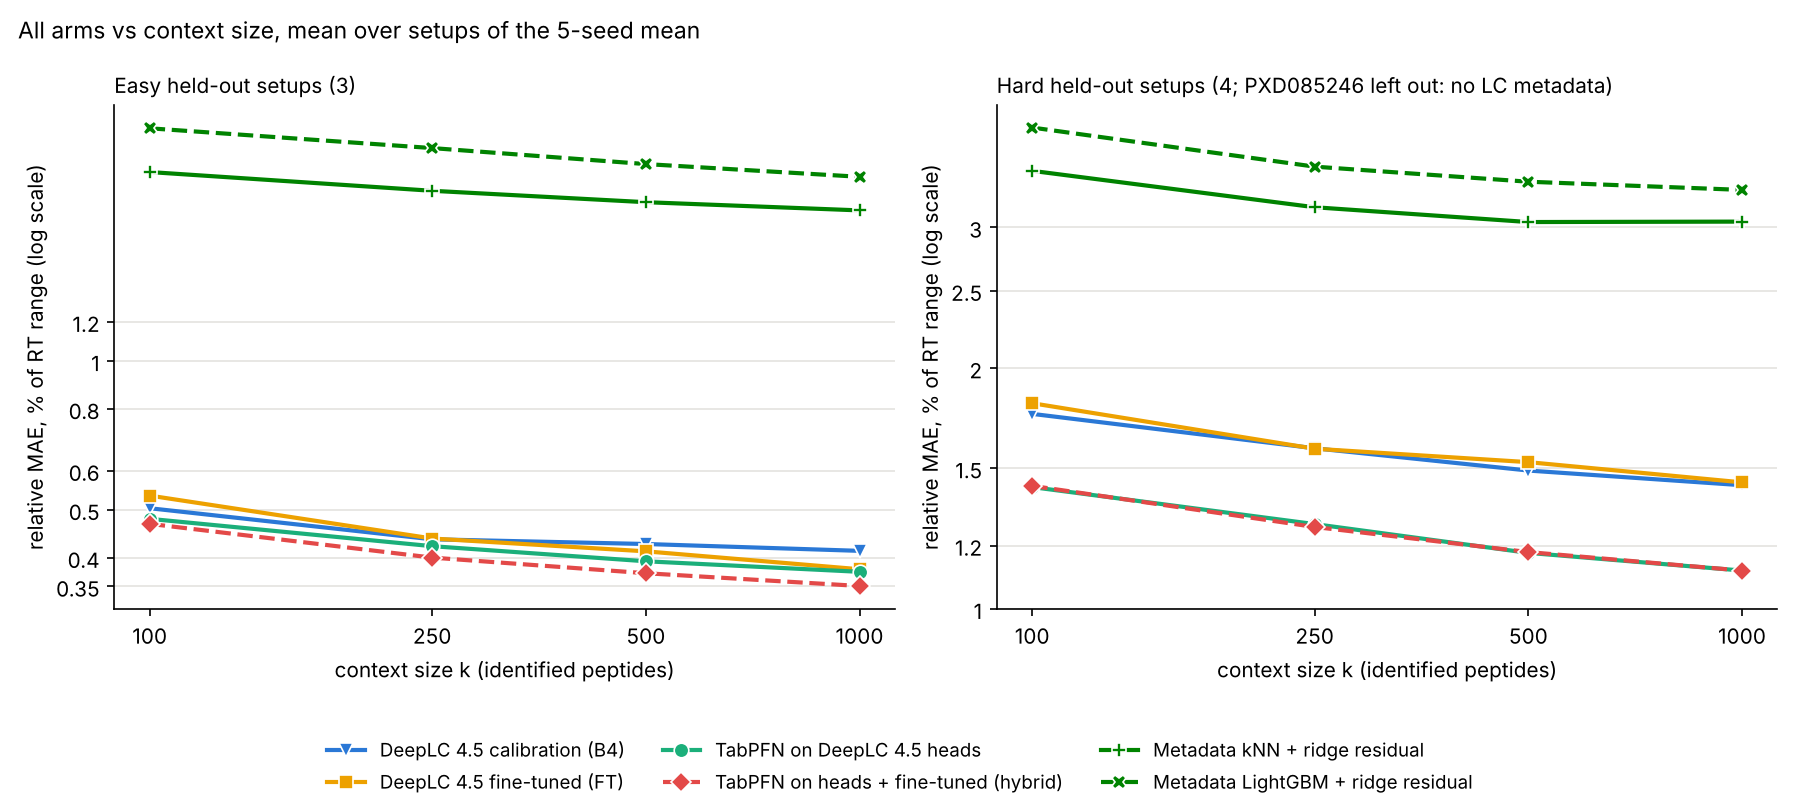 All arms vs context size, mean over setups of the 5-seed mean
Easy held-out setups (3)
relative MAE, % of RT range (log scale)
1.2
1
0.8
0.6
0.5
0.4
0.35
100
250
500
1000
context size k (identified peptides)
Hard held-out setups (4; PXD085246 left out: no LC metadata)
relative MAE, % of RT range (log scale)
3
2.5
2
1.5
1.2
1
100
250
500
1000
context size k (identified peptides)
DeepLC 4.5 calibration (B4)
DeepLC 4.5 fine-tuned (FT)
TabPFN on DeepLC 4.5 heads
TabPFN on heads + fine-tuned (hybrid)
Metadata kNN + ridge residual
Metadata LightGBM + ridge residual